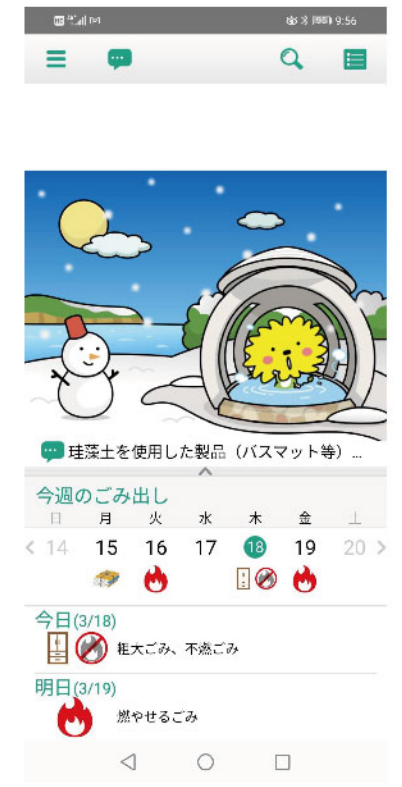 9:56
珪藻土を使用した製品（バスマット等）...
今週のごみ出し
日 月 火 水 木 金 土
< 14 15 16 17 18 19 20 >
今日(3/18)
粗大ごみ、不燃ごみ
明日(3/19)
燃やせるごみ